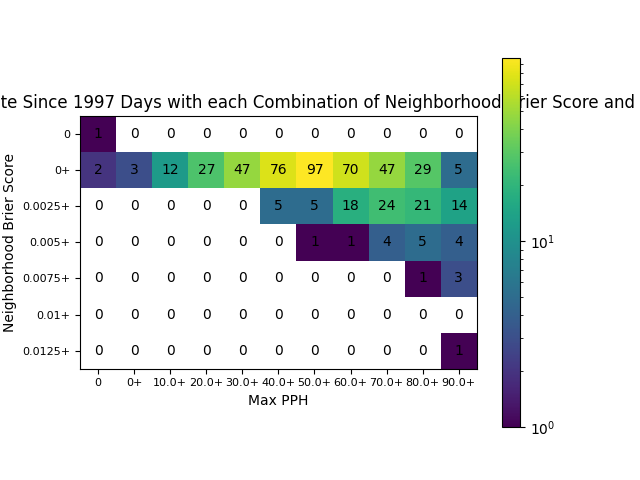 te Since 1997 Days with each Combination of Neighborhood Brier Score and
0 1 0 0 0 0 0 0 0 0 0 0
0+ 2 3 12 27 47 76 97 70 47 29 5
0.0025+ 0 0 0 0 0 5 5 18 24 21 14
0.005+ 0 0 0 0 0 0 1 1 4 5 4
0.0075+ 0 0 0 0 0 0 0 0 0 1 3
0.01+ 0 0 0 0 0 0 0 0 0 0 0
0.0125+ 0 0 0 0 0 0 0 0 0 0 1
0 0+ 10.0+ 20.0+ 30.0+ 40.0+ 50.0+ 60.0+ 70.0+ 80.0+ 90.0+
Max PPH
Neighborhood Brier Score
10¹
10⁰